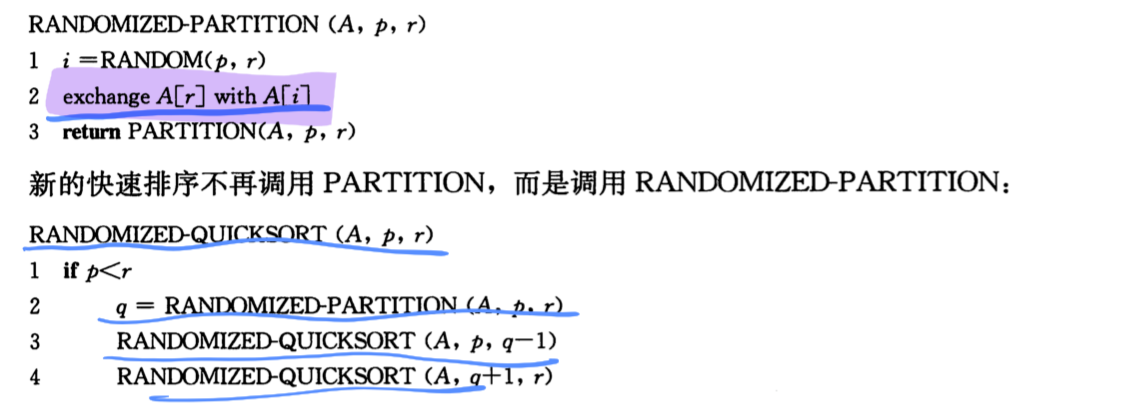 RANDOMIZED-PARTITION (A, p, r)
1 i =RANDOM(p, r)
2 exchange A[r] with A[i]
3 return PARTITION(A, p, r)
新的快速排序不再调用 PARTITION，而是调用 RANDOMIZED-PARTITION：
RANDOMIZED-QUICKSORT (A, p, r)
1 if p<r
2 q = RANDOMIZED-PARTITION (A, p, r)
3 RANDOMIZED-QUICKSORT (A, p, q−1)
4 RANDOMIZED-QUICKSORT (A, q+1, r)